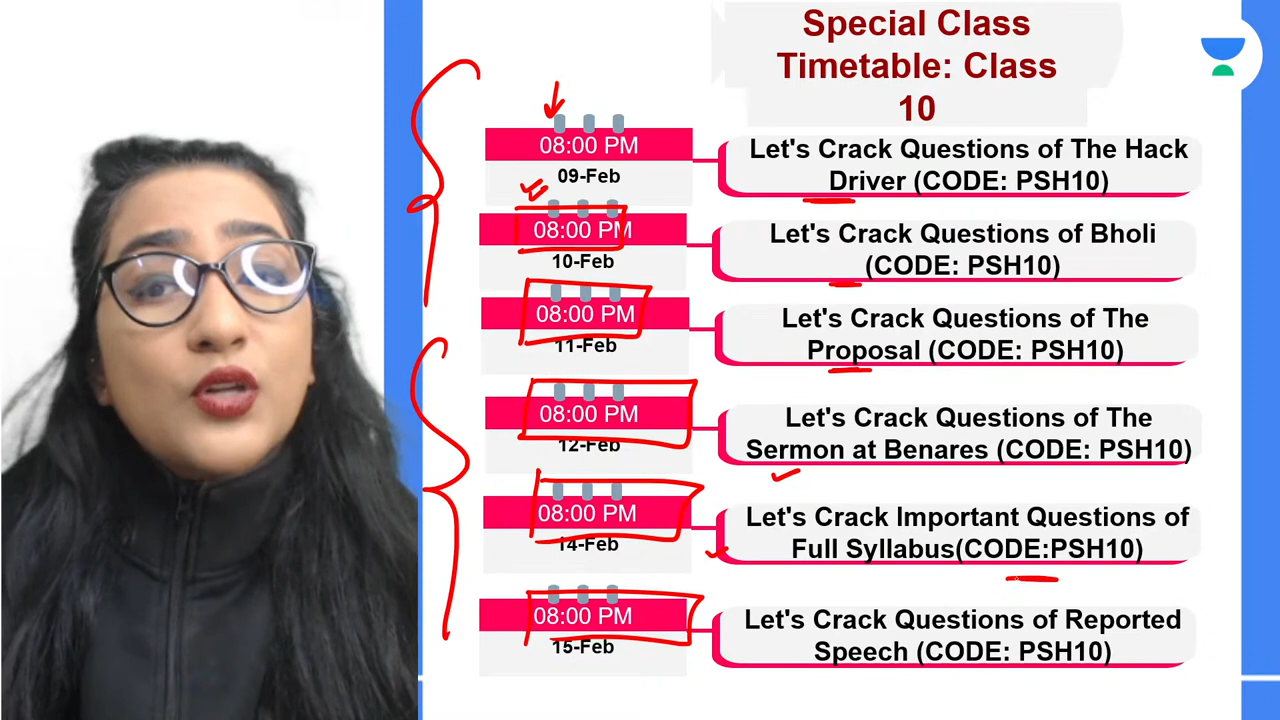 Special Class
Timetable: Class
10
08:00 PM
09-Feb
Let's Crack Questions of The Hack
Driver (CODE: PSH10)
08:00 PM
10-Feb
Let's Crack Questions of Bholi
(CODE: PSH10)
08:00 PM
11-Feb
Let's Crack Questions of The
Proposal (CODE: PSH10)
08:00 PM
12-Feb
Let's Crack Questions of The
Sermon at Benares (CODE: PSH10)
08:00 PM
14-Feb
Let's Crack Important Questions of
Full Syllabus(CODE:PSH10)
08:00 PM
15-Feb
Let's Crack Questions of Reported
Speech (CODE: PSH10)